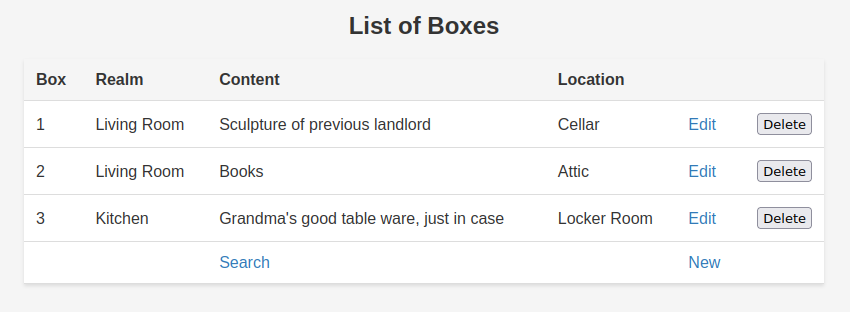 List of Boxes
Box Realm Content Location
1 Living Room Sculpture of previous landlord Cellar Edit Delete
2 Living Room Books Attic Edit Delete
3 Kitchen Grandma's good table ware, just in case Locker Room Edit Delete
Search New